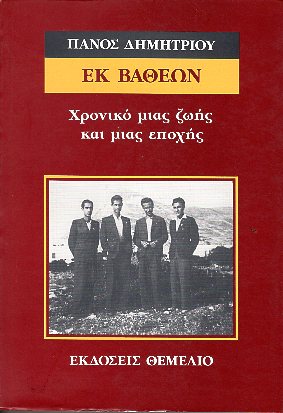 ΠΑΝΟΣ ΔΗΜΗΤΡΙΟΥ
ΕΚ ΒΑΘΕΩΝ
Χρονικό μιας ζωής
και μιας εποχής
ΕΚΔΟΣΕΙΣ ΘΕΜΕΛΙΟ